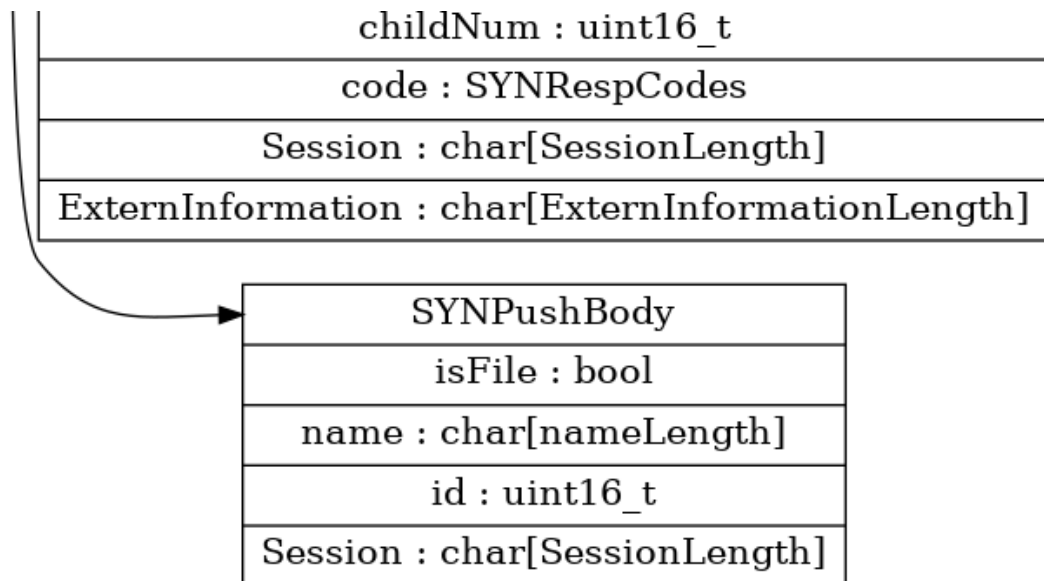 childNum : uint16_t
code : SYNRespCodes
Session : char[SessionLength]
ExternInformation : char[ExternInformationLength]
SYNPushBody
isFile : bool
name : char[nameLength]
id : uint16_t
Session : char[SessionLength]